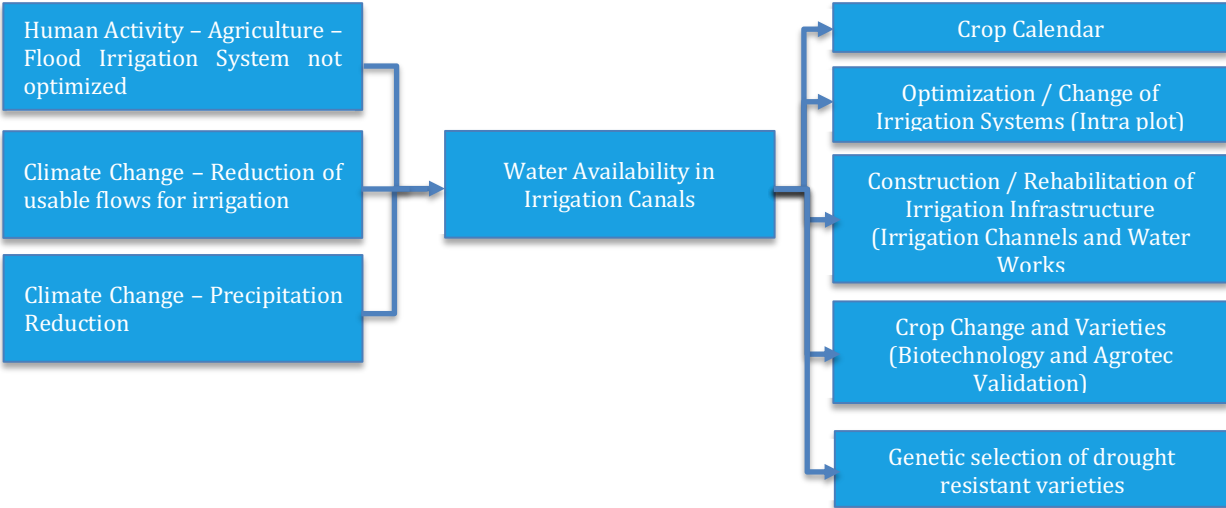 Human Activity – Agriculture –
Flood Irrigation System not
optimized
Climate Change – Reduction of
usable flows for irrigation
Climate Change – Precipitation
Reduction
Water Availability in
Irrigation Canals
Crop Calendar
Optimization / Change of
Irrigation Systems (Intra plot)
Construction / Rehabilitation of
Irrigation Infrastructure
(Irrigation Channels and Water
Works
Crop Change and Varieties
(Biotechnology and Agrotec
Validation)
Genetic selection of drought
resistant varieties